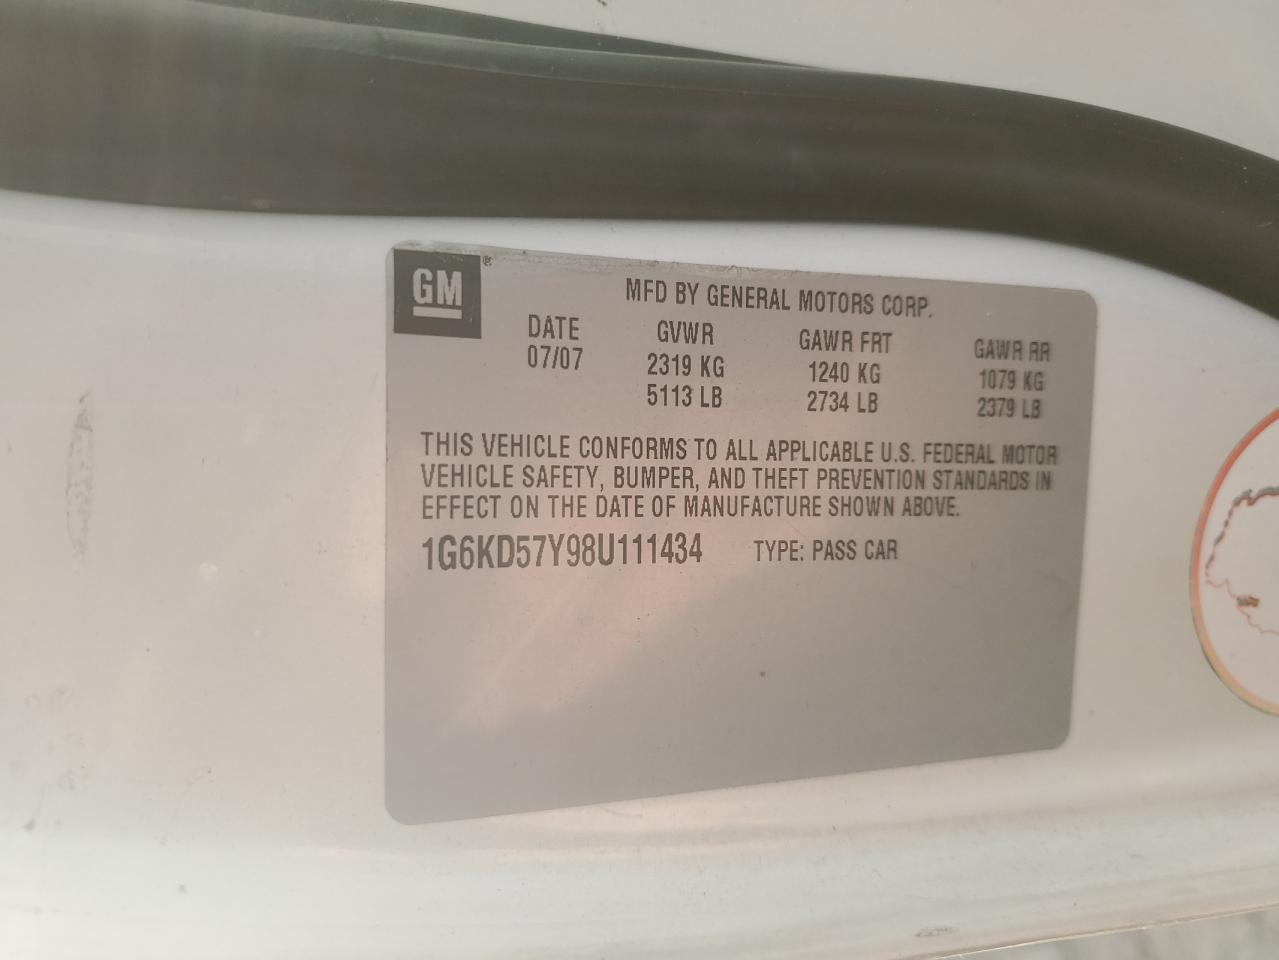 GM®
MFD BY GENERAL MOTORS CORP.
DATE GVWR GAWR FRT GAWR RR
07/07 2319 KG 1240 KG 1079 KG
5113 LB 2734 LB 2379 LB
THIS VEHICLE CONFORMS TO ALL APPLICABLE U.S. FEDERAL MOTOR
VEHICLE SAFETY, BUMPER, AND THEFT PREVENTION STANDARDS IN
EFFECT ON THE DATE OF MANUFACTURE SHOWN ABOVE.
1G6KD57Y98U111434 TYPE: PASS CAR